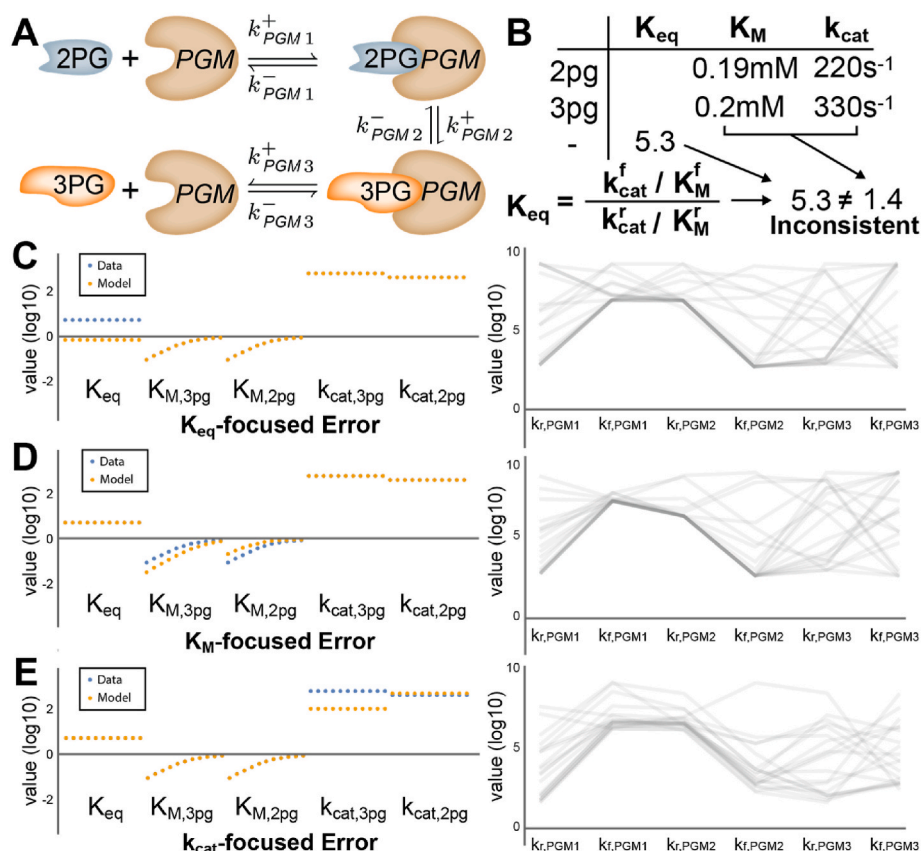 A
2PG + PGM
k⁺PGM 1
k⁻PGM 1
2PG PGM
k⁻PGM 2
k⁺PGM 2
3PG + PGM
k⁺PGM 3
k⁻PGM 3
3PG PGM
B
Keq KM kcat
2pg 0.19mM 220s⁻¹
3pg 0.2mM 330s⁻¹
- 5.3
Keq = kᶠcat / KᶠM
kʳcat / KʳM
5.3 ≠ 1.4
Inconsistent
C
Data
Model
value (log10)
2
0
-2
Keq KM,3pg KM,2pg kcat,3pg kcat,2pg
Keq-focused Error
value (log10)
10
5
0
kr,PGM1 kf,PGM1 kr,PGM2 kf,PGM2 kr,PGM3 kf,PGM3
D
Data
Model
value (log10)
2
0
-2
Keq KM,3pg KM,2pg kcat,3pg kcat,2pg
KM-focused Error
value (log10)
10
5
0
kr,PGM1 kf,PGM1 kr,PGM2 kf,PGM2 kr,PGM3 kf,PGM3
E
Data
Model
value (log10)
2
0
-2
Keq KM,3pg KM,2pg kcat,3pg kcat,2pg
kcat-focused Error
value (log10)
10
5
0
kr,PGM1 kf,PGM1 kr,PGM2 kf,PGM2 kr,PGM3 kf,PGM3